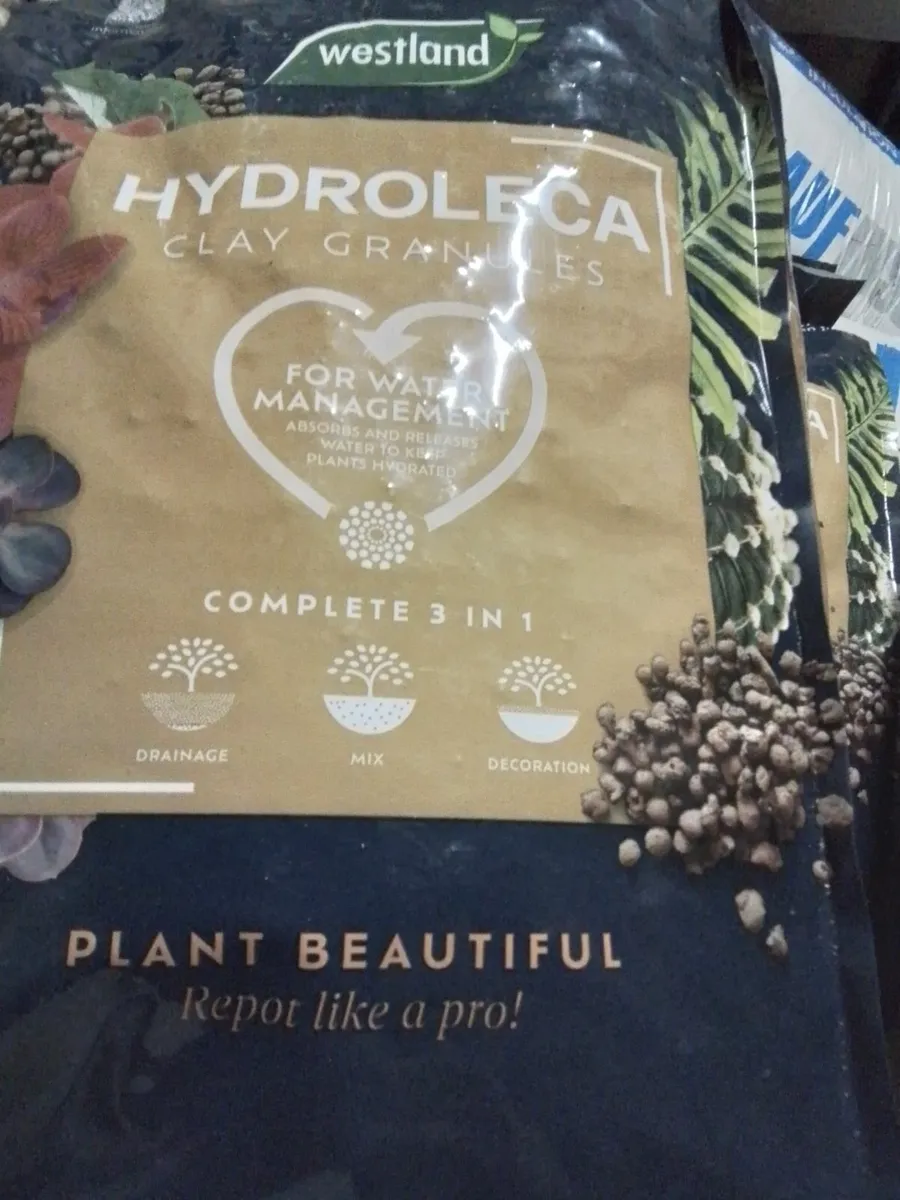 westland
HYDROLECA
CLAY GRANULES
FOR WATER
MANAGEMENT
ABSORBS AND RELEASES
WATER TO KEEP
PLANTS HYDRATED
COMPLETE 3 IN 1
DRAINAGE
MIX
DECORATION
PLANT BEAUTIFUL
Repot like a pro!
A